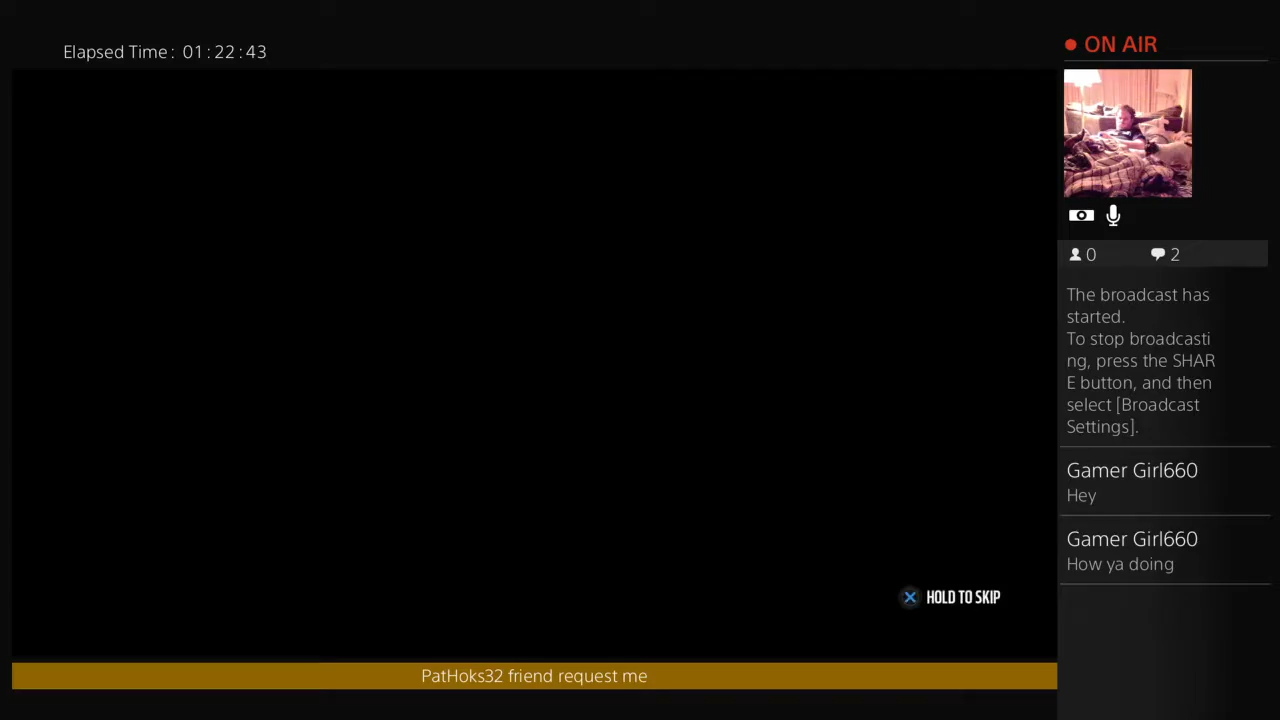 Elapsed Time: 01:22:43
ON AIR
0 2
The broadcast has
started.
To stop broadcasti
ng, press the SHAR
E button, and then
select [Broadcast
Settings].
Gamer Girl660
Hey
Gamer Girl660
How ya doing
HOLD TO SKIP
PatHoks32 friend request me